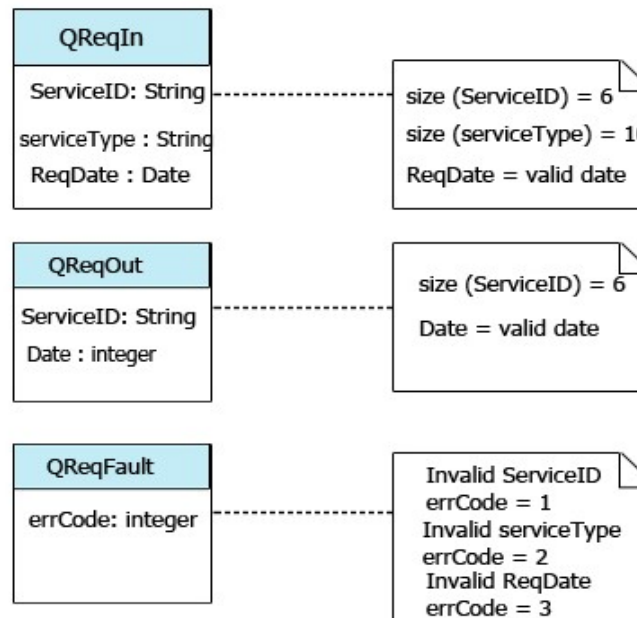 QReqIn
ServiceID: String
serviceType : String
ReqDate : Date
size (ServiceID) = 6
size (serviceType) =
ReqDate = valid date
QReqOut
ServiceID: String
Date : integer
size (ServiceID) = 6
Date = valid date
QReqFault
errCode: integer
Invalid ServiceID
errCode = 1
Invalid serviceType
errCode = 2
Invalid ReqDate
errCode = 3